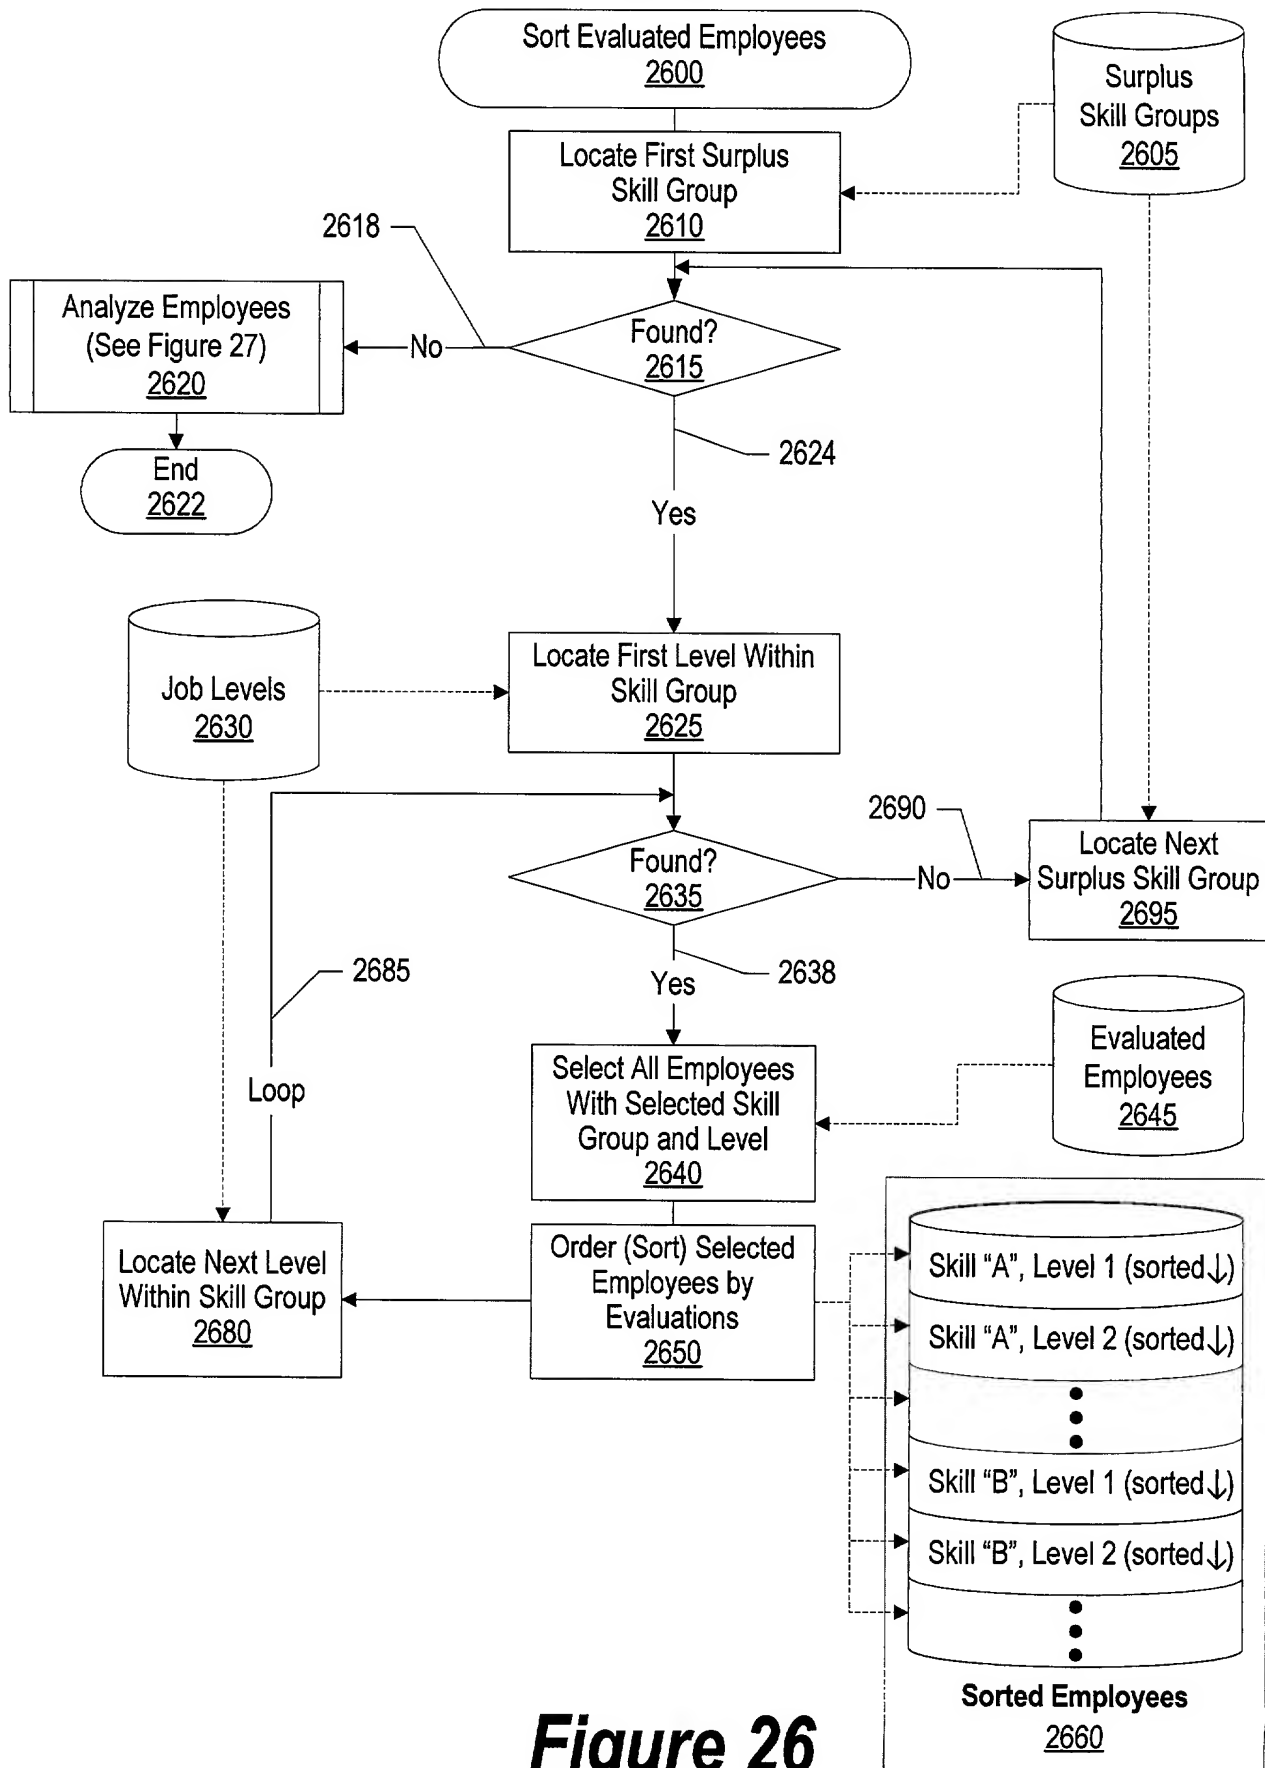 Sort Evaluated Employees
2600
Surplus
Skill Groups
2605
Locate First Surplus
Skill Group
2610
2618
Analyze Employees
(See Figure 27)
2620
No
Found?
2615
End
2622
2624
Yes
Job Levels
2630
Locate First Level Within
Skill Group
2625
2690
Found?
2635
No
Locate Next
Surplus Skill Group
2695
2685
2638
Yes
Loop
Select All Employees
With Selected Skill
Group and Level
2640
Evaluated
Employees
2645
Locate Next Level
Within Skill Group
2680
Order (Sort) Selected
Employees by
Evaluations
2650
Skill “A”, Level 1 (sorted↓)
Skill “A”, Level 2 (sorted↓)
Skill “B”, Level 1 (sorted↓)
Skill “B”, Level 2 (sorted↓)
Sorted Employees
2660
Figure 26